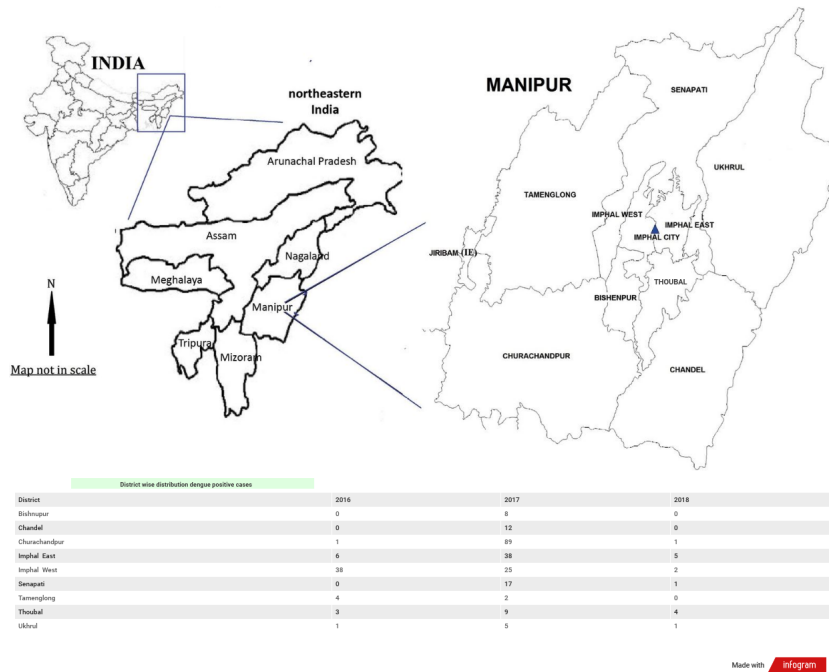 INDIA
northeastern
India
Arunachal Pradesh
Assam
Nagaland
Meghalaya
Manipur
Tripura
Mizoram
N
Map not in scale
MANIPUR
SENAPATI
UKHRUL
TAMENGLONG
IMPHAL WEST
IMPHAL EAST
IMPHAL CITY
JIRIBAM (IE)
THOUBAL
BISHENPUR
CHURACHANDPUR
CHANDEL
District wise distribution dengue positive cases
District 2016 2017 2018
Bishnupur 0 8 0
Chandel 0 12 0
Churachandpur 1 89 1
Imphal East 6 38 5
Imphal West 38 25 2
Senapati 0 17 1
Tamenglong 4 2 0
Thoubal 3 9 4
Ukhrul 1 5 1
Made with infogram